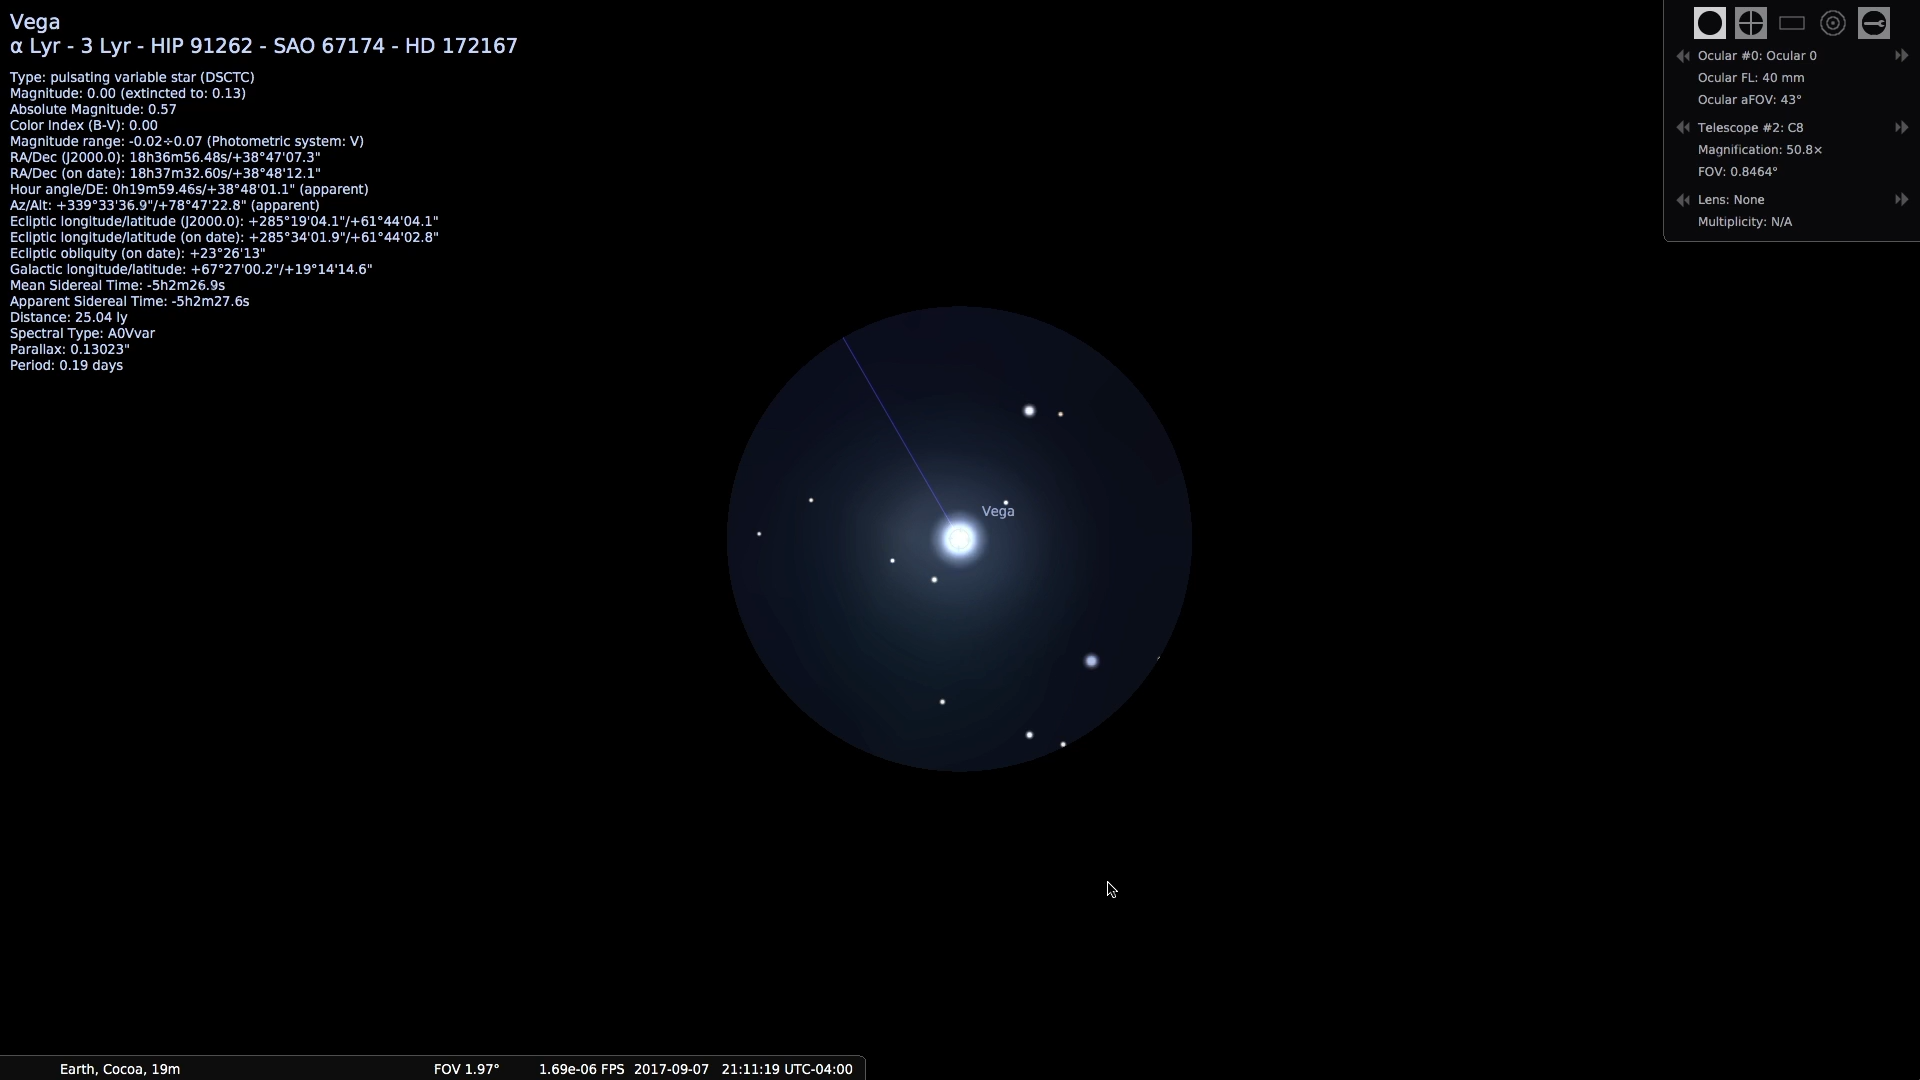 Vega
α Lyr - 3 Lyr - HIP 91262 - SAO 67174 - HD 172167
Type: pulsating variable star (DSCTC)
Magnitude: 0.00 (extincted to: 0.13)
Absolute Magnitude: 0.57
Color Index (B-V): 0.00
Magnitude range: -0.02÷0.07 (Photometric system: V)
RA/Dec (J2000.0): 18h36m56.48s/+38°47'07.3"
RA/Dec (on date): 18h37m32.60s/+38°48'12.1"
Hour angle/DE: 0h19m59.46s/+38°48'01.1" (apparent)
Az/Alt: +339°33'36.9"/+78°47'22.8" (apparent)
Ecliptic longitude/latitude (J2000.0): +285°19'04.1"/+61°44'04.1"
Ecliptic longitude/latitude (on date): +285°34'01.9"/+61°44'02.8"
Ecliptic obliquity (on date): +23°26'13"
Galactic longitude/latitude: +67°27'00.2"/+19°14'14.6"
Mean Sidereal Time: -5h2m26.9s
Apparent Sidereal Time: -5h2m27.6s
Distance: 25.04 ly
Spectral Type: A0Vvar
Parallax: 0.13023"
Period: 0.19 days
Ocular #0: Ocular 0
Ocular FL: 40 mm
Ocular aFOV: 43°
Telescope #2: C8
Magnification: 50.8×
FOV: 0.8464°
Lens: None
Multiplicity: N/A
Vega
Earth, Cocoa, 19m FOV 1.97° 1.69e-06 FPS 2017-09-07 21:11:19 UTC-04:00